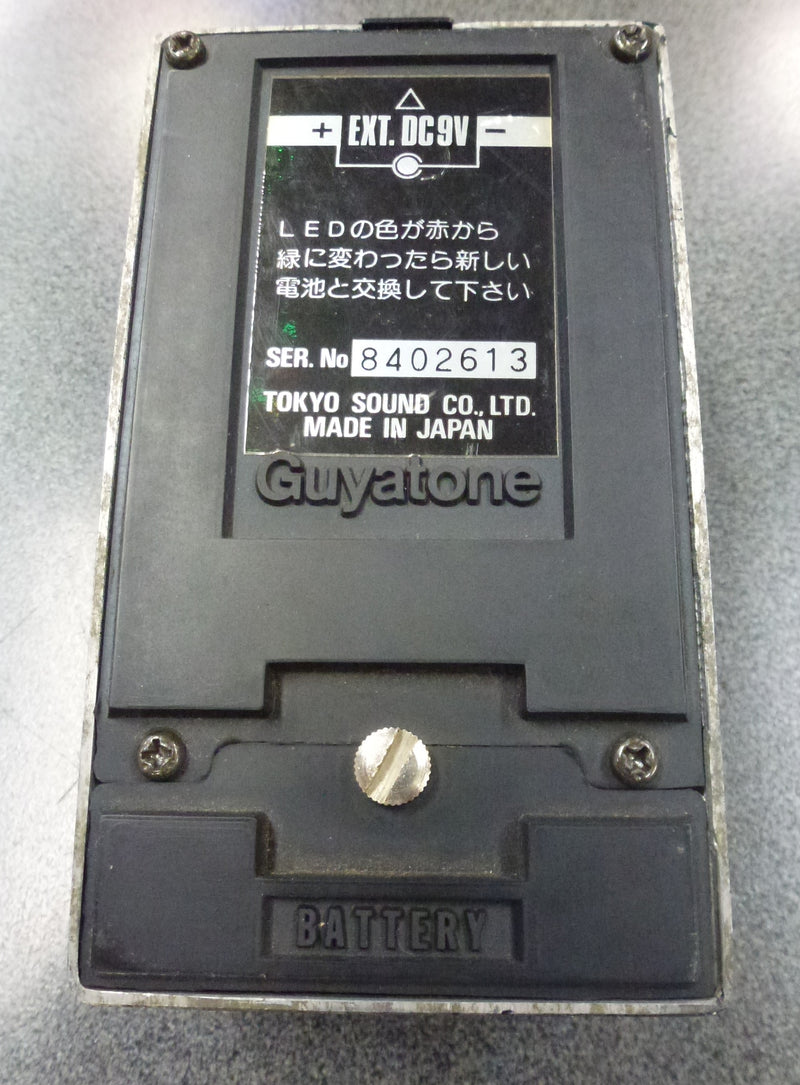 + EXT. DC9V −
LEDの色が赤から
緑に変わったら新しい
電池と交換して下さい
SER. No 8402613
TOKYO SOUND CO., LTD.
MADE IN JAPAN
Guyatone
BATTERY